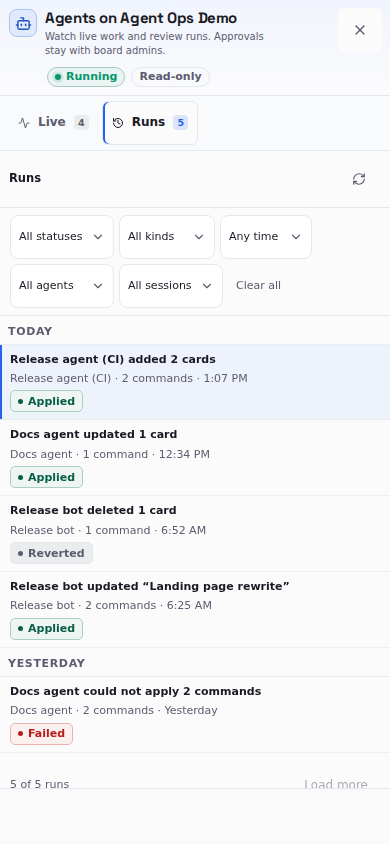 Agents on Agent Ops Demo
Watch live work and review runs. Approvals
stay with board admins.
Running
Read-only
Live 4
Runs 5
Runs
All statuses
All kinds
Any time
All agents
All sessions
Clear all
TODAY
Release agent (CI) added 2 cards
Release agent (CI) · 2 commands · 1:07 PM
Applied
Docs agent updated 1 card
Docs agent · 1 command · 12:34 PM
Applied
Release bot deleted 1 card
Release bot · 1 command · 6:52 AM
Reverted
Release bot updated “Landing page rewrite”
Release bot · 2 commands · 6:25 AM
Applied
YESTERDAY
Docs agent could not apply 2 commands
Docs agent · 2 commands · Yesterday
Failed
5 of 5 runs
Load more